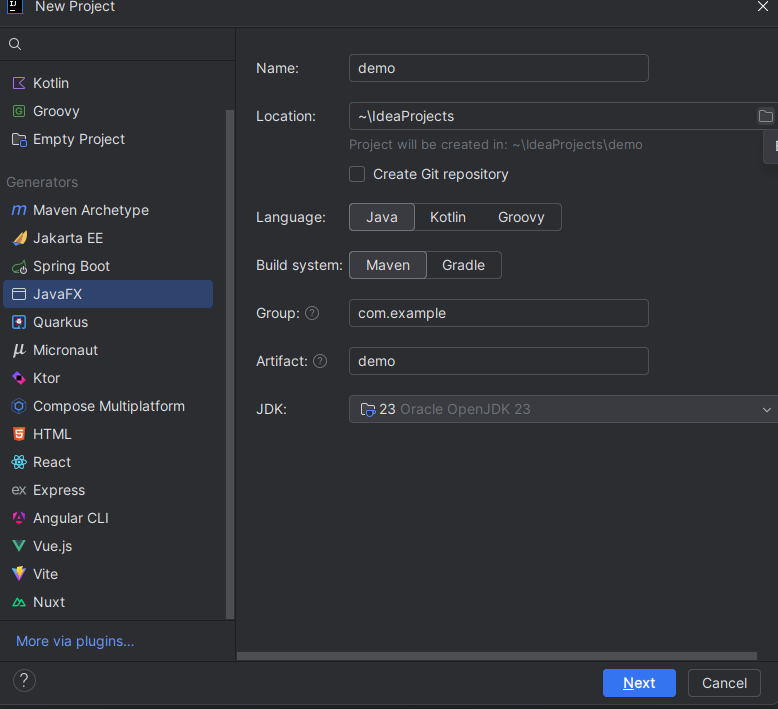 New Project
Kotlin
Groovy
Empty Project
Generators
Maven Archetype
Jakarta EE
Spring Boot
JavaFX
Quarkus
Micronaut
Ktor
Compose Multiplatform
HTML
React
Express
Angular CLI
Vue.js
Vite
Nuxt
More via plugins...
Name: demo
Location: ~\IdeaProjects
Project will be created in: ~\IdeaProjects\demo
Create Git repository
Language: Java Kotlin Groovy
Build system: Maven Gradle
Group: ? com.example
Artifact: ? demo
JDK: 23 Oracle OpenJDK 23
? Next Cancel